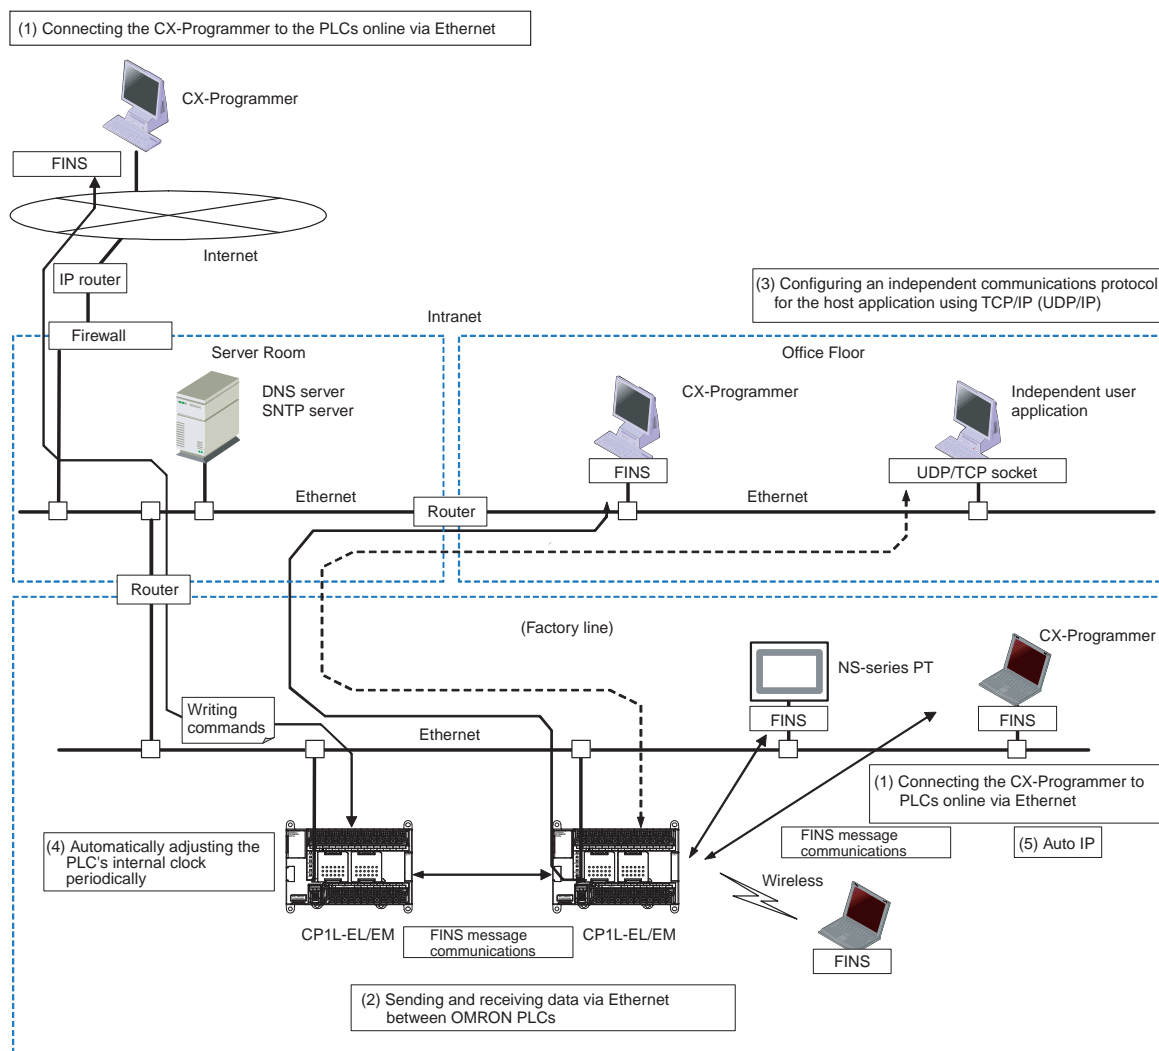 (1) Connecting the CX-Programmer to the PLCs online via Ethernet
CX-Programmer
FINS
Internet
IP router
(3) Configuring an independent communications protocol
for the host application using TCP/IP (UDP/IP)
Intranet
Firewall
Server Room
Office Floor
DNS server
SNTP server
CX-Programmer
Independent user
application
FINS
UDP/TCP socket
Ethernet
Router
Ethernet
Router
(Factory line)
CX-Programmer
NS-series PT
Writing
commands
FINS
FINS
Ethernet
(1) Connecting the CX-Programmer to
PLCs online via Ethernet
(4) Automatically adjusting the
PLC's internal clock
periodically
FINS message
communications
(5) Auto IP
Wireless
CP1L-EL/EM
FINS message
communications
CP1L-EL/EM
FINS
(2) Sending and receiving data via Ethernet
between OMRON PLCs